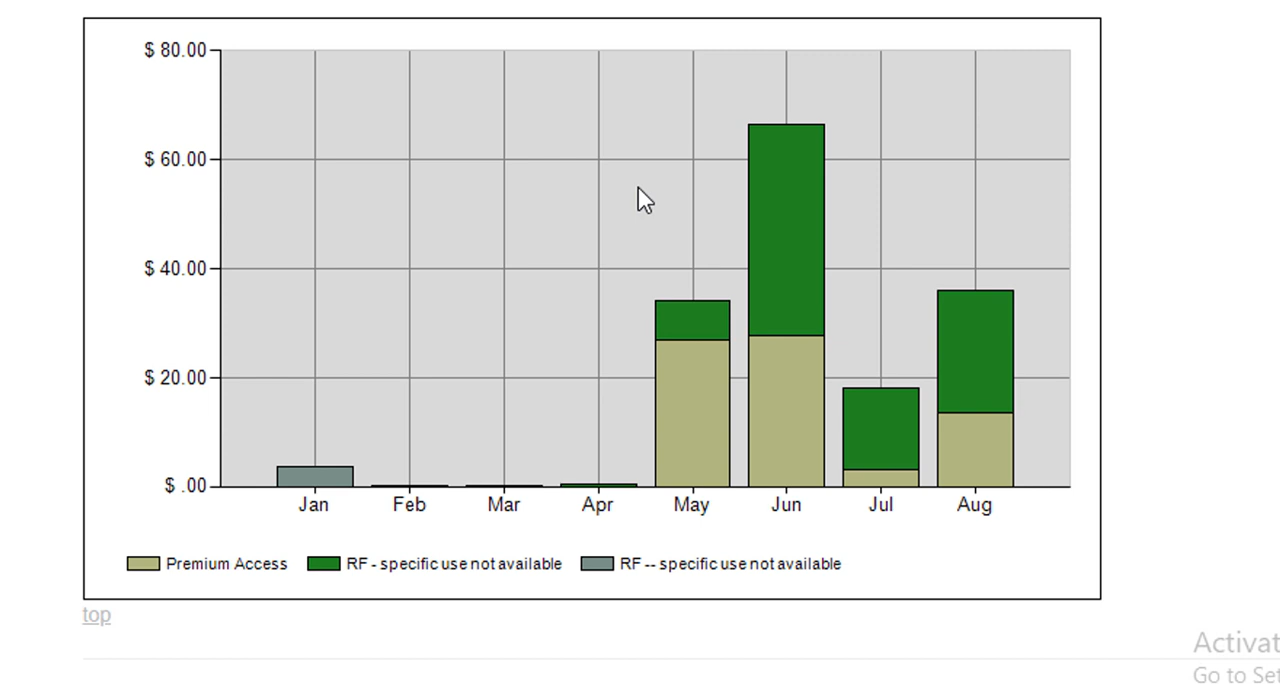 $ 80.00
$ 60.00
$ 40.00
$ 20.00
$ .00
Jan Feb Mar Apr May Jun Jul Aug
Premium Access RF - specific use not available RF -- specific use not available
top
Activat
Go to Set